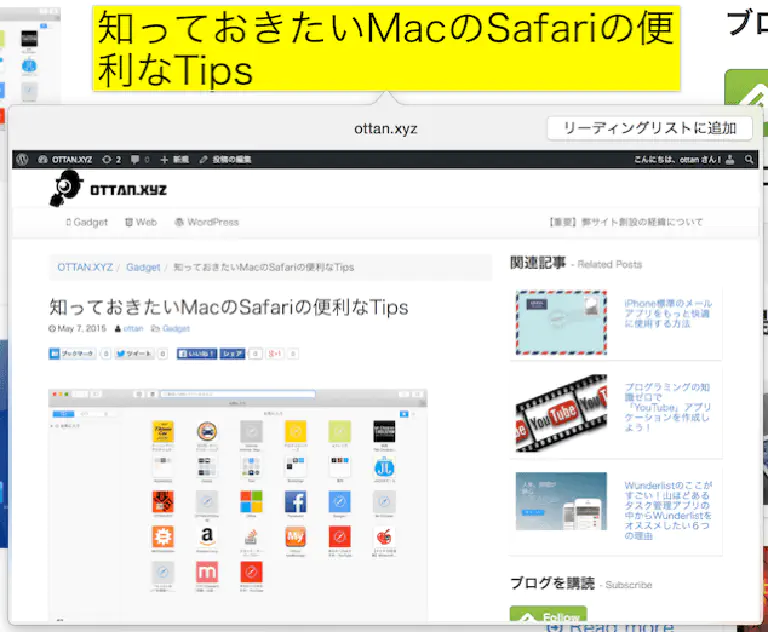 知っておきたいMacのSafariの便
利なTips
ブロ
ottan.xyz
リーディングリストに追加
OTTAN.XYZ 2 0 新規 投稿の編集
こんにちは、ottan さん!
OTTAN.XYZ
Gadget Web WordPress
【重要】弊サイト創設の経緯について
OTTAN.XYZ / Gadget / 知っておきたいMacのSafariの便利なTips
知っておきたいMacのSafariの便利なTips
May 7, 2015 ottan Gadget
ブックマーク 0 ツイート 0 いいね! シェア 0 g+1 0
関連記事 - Related Posts
iPhone標準のメール
アプリをもっと快適
に使用する方法
プログラミングの知
識ゼロで
「YouTube」アプリ
ケーションを作成し
よう!
You Tube
Wunderlistのここが
すごい!山ほどある
タスク管理アプリの
中からWunderlistを
オススメしたい6つ
の理由
ブログを購読 - Subscribe
Follow
Read more